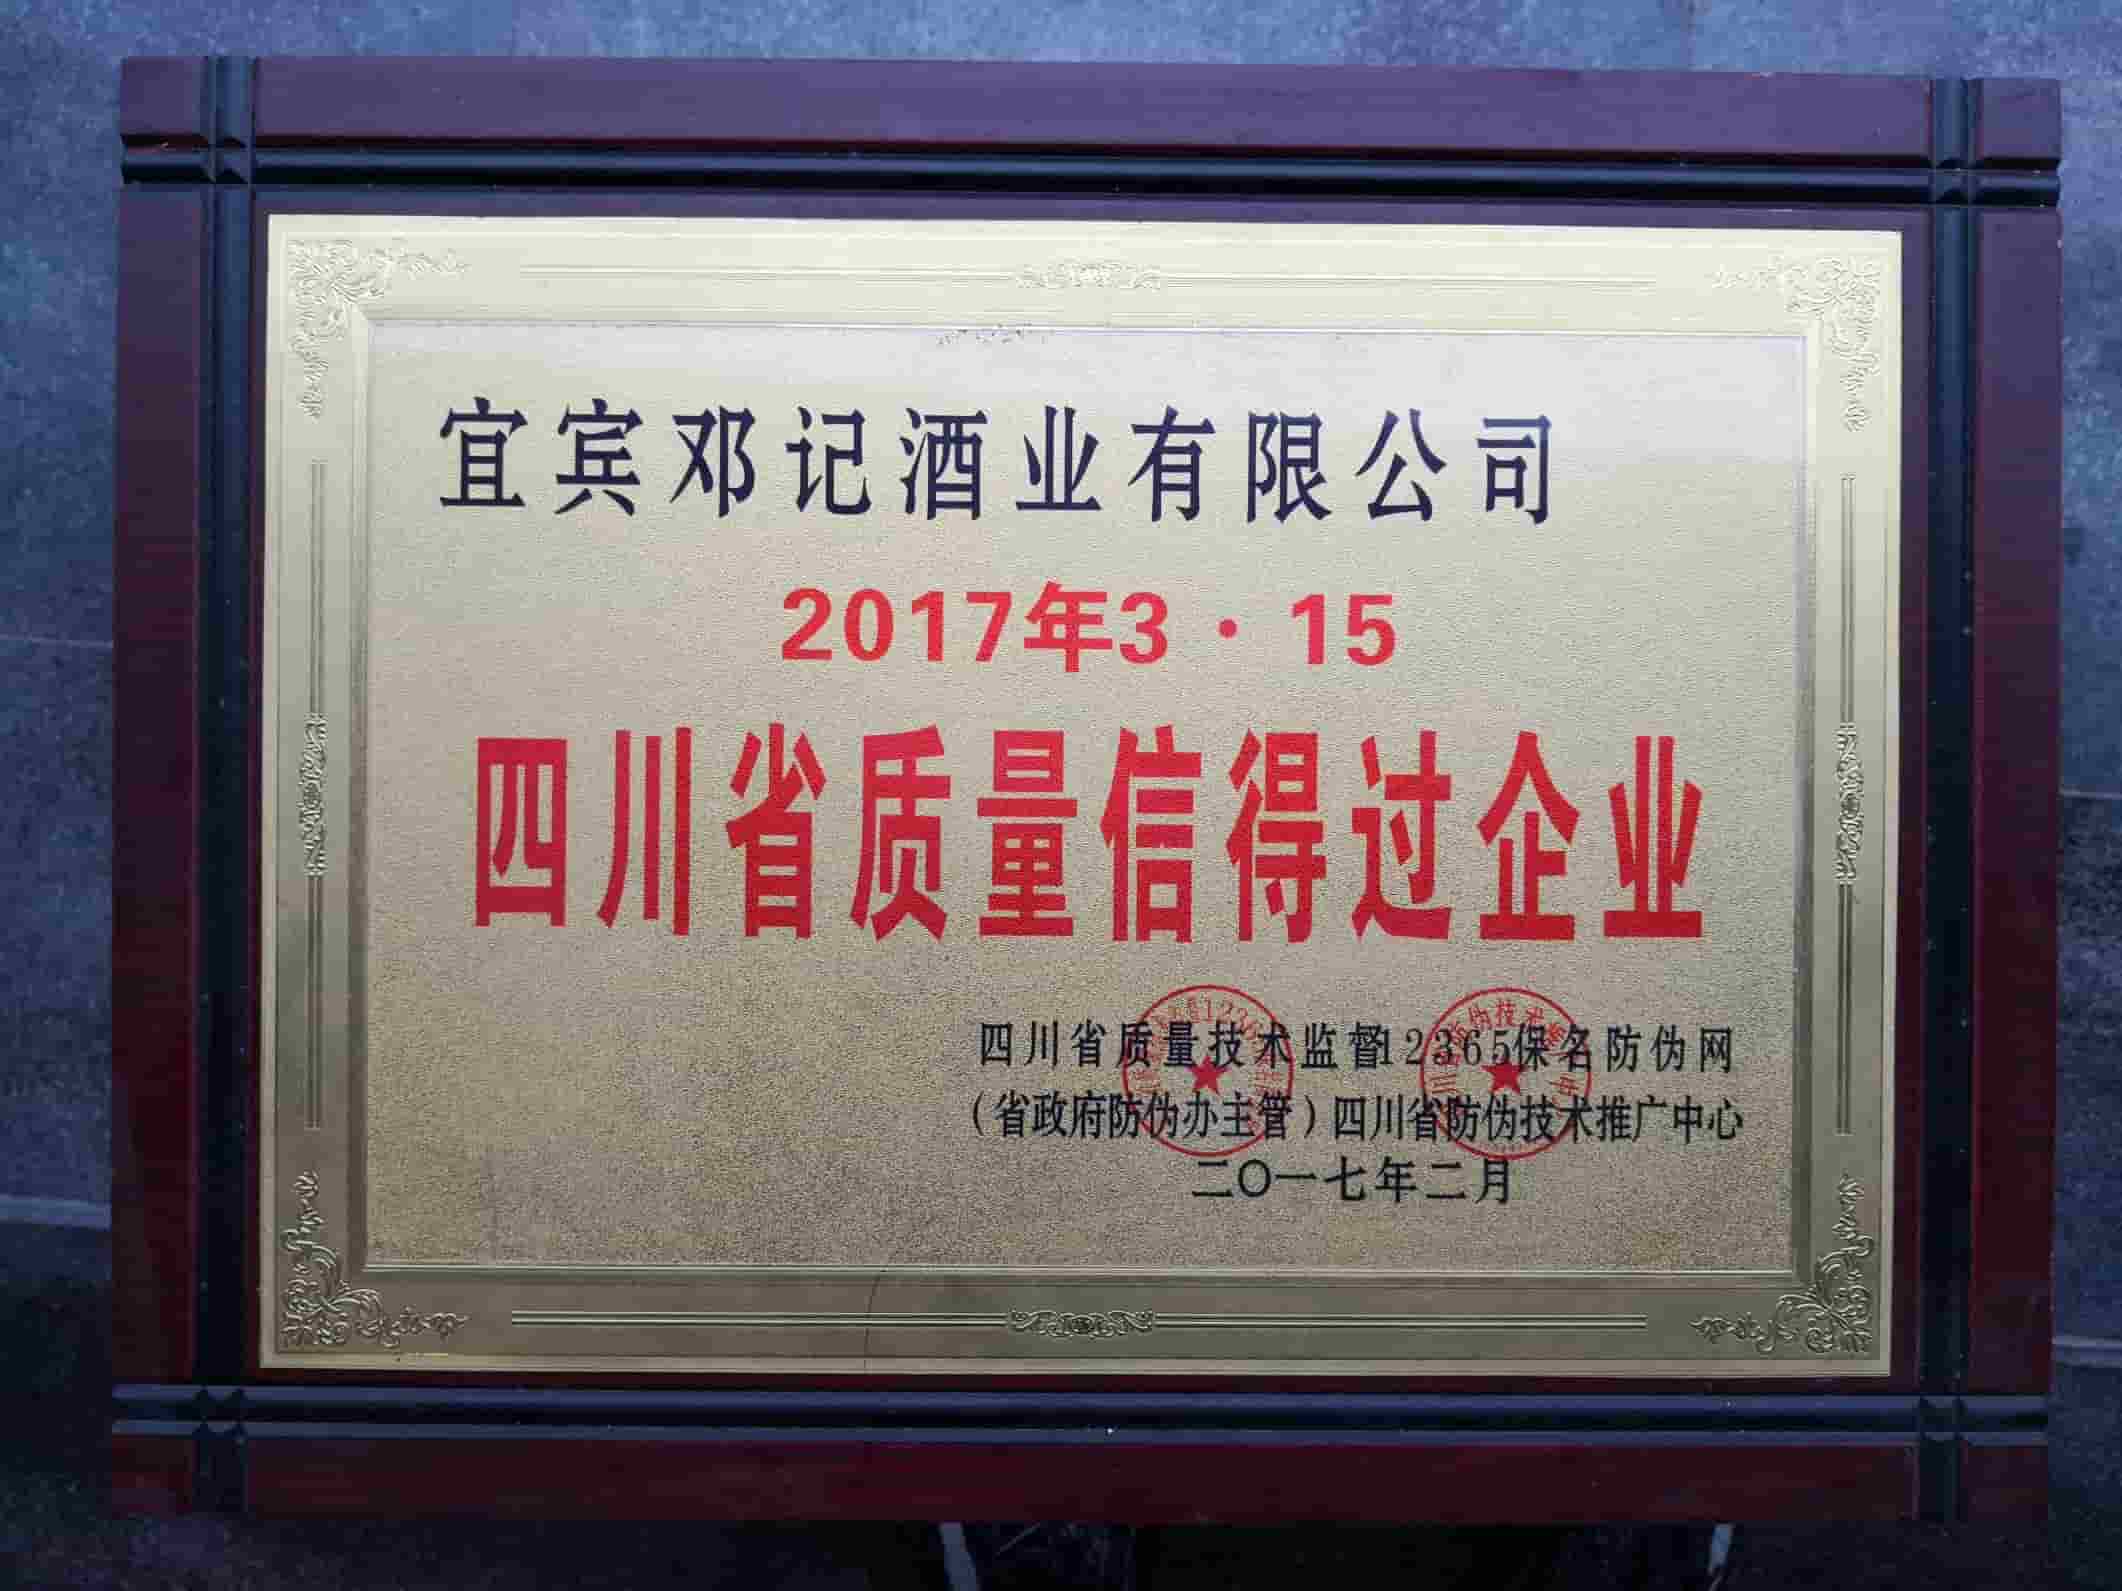 宜宾邓记酒业有限公司
2017年3·15
四川省质量信得过企业
四川省质量技术监督12365保名防伪网
(省政府防伪办主管)四川省防伪技术推广中心
二〇一七年二月